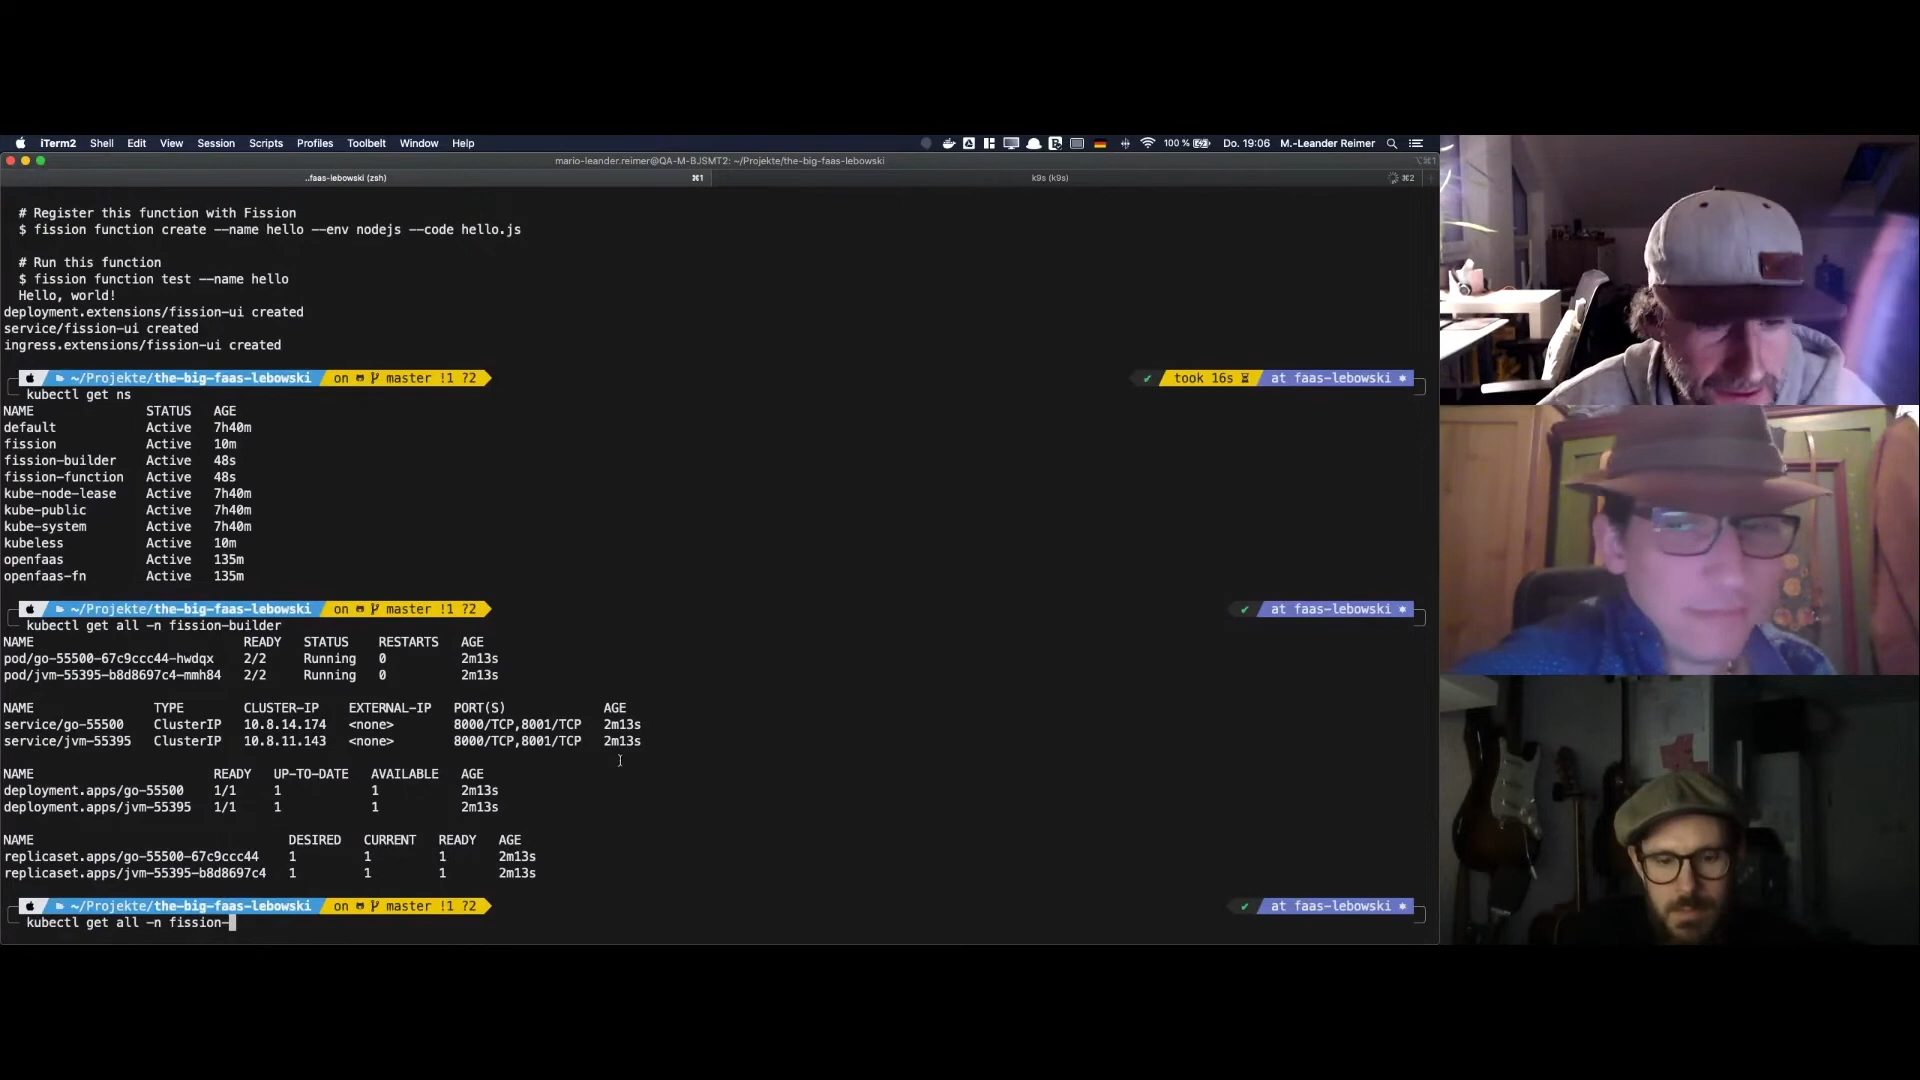 iTerm2 Shell Edit View Session Scripts Profiles Toolbelt Window Help 100 % Do. 19:06 M.-Leander Reimer
mario-leander.reimer@QA-M-BJSMT2: ~/Projekte/the-big-faas-lebowski ⌥⌘1
..faas-lebowski (zsh) ⌘1 k9s (k9s) ⌘2
# Register this function with Fission
$ fission function create --name hello --env nodejs --code hello.js
# Run this function
$ fission function test --name hello
Hello, world!
deployment.extensions/fission-ui created
service/fission-ui created
ingress.extensions/fission-ui created
~/Projekte/the-big-faas-lebowski on master !1 ?2 ✔ took 16s at faas-lebowski
kubectl get ns
NAME STATUS AGE
default Active 7h40m
fission Active 10m
fission-builder Active 48s
fission-function Active 48s
kube-node-lease Active 7h40m
kube-public Active 7h40m
kube-system Active 7h40m
kubeless Active 10m
openfaas Active 135m
openfaas-fn Active 135m
~/Projekte/the-big-faas-lebowski on master !1 ?2 ✔ at faas-lebowski
kubectl get all -n fission-builder
NAME READY STATUS RESTARTS AGE
pod/go-55500-67c9ccc44-hwdqx 2/2 Running 0 2m13s
pod/jvm-55395-b8d8697c4-mmh84 2/2 Running 0 2m13s
NAME TYPE CLUSTER-IP EXTERNAL-IP PORT(S) AGE
service/go-55500 ClusterIP 10.8.14.174 <none> 8000/TCP,8001/TCP 2m13s
service/jvm-55395 ClusterIP 10.8.11.143 <none> 8000/TCP,8001/TCP 2m13s
NAME READY UP-TO-DATE AVAILABLE AGE
deployment.apps/go-55500 1/1 1 1 2m13s
deployment.apps/jvm-55395 1/1 1 1 2m13s
NAME DESIRED CURRENT READY AGE
replicaset.apps/go-55500-67c9ccc44 1 1 1 2m13s
replicaset.apps/jvm-55395-b8d8697c4 1 1 1 2m13s
~/Projekte/the-big-faas-lebowski on master !1 ?2 ✔ at faas-lebowski
kubectl get all -n fission-